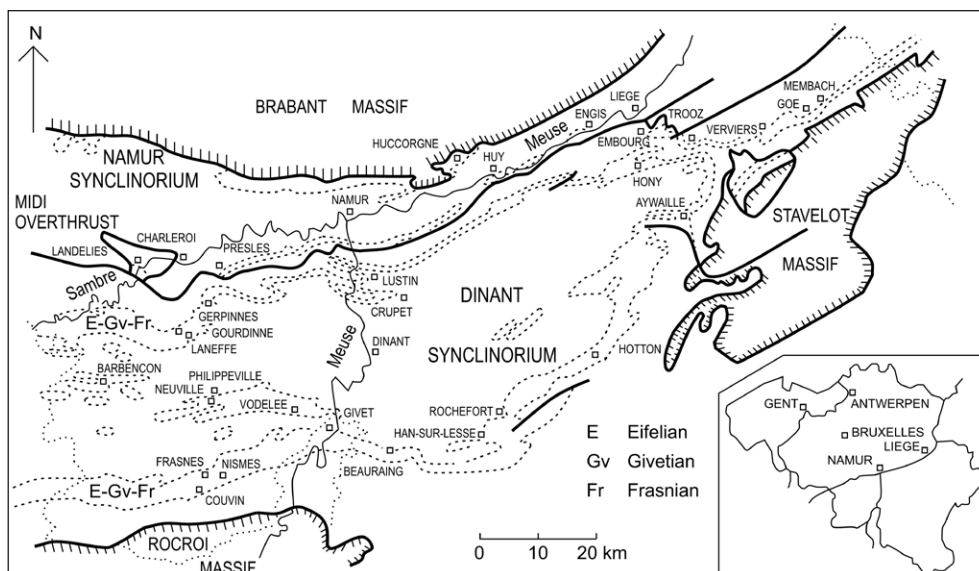 N
BRABANT MASSIF
NAMUR
SYNCLINORIUM
MIDI
OVERTHRUST
LANDELIES
CHARLEROI
PRESLES
Sambre
NAMUR
HUCCORGNE
HUY
Meuse
ENGIS
LIEGE
EMBOURG
TROOZ
VERVIERS
GOE
MEMBACH
HONY
AYWAILLE
STAVELOT
MASSIF
LUSTIN
CRUPET
DINANT
SYNCLINORIUM
HOTTON
GERPINNES
E-Gv-Fr
GOURDINNE
LANEFFE
Meuse
DINANT
BARBENCON
PHILIPPEVILLE
NEUVILLE
VODELEE
GIVET
ROCHEFORT
HAN-SUR-LESSE
BEAURAING
FRASNES
NISMES
E-Gv-Fr
COUVIN
ROCROI
MASSIF
E Eifelian
Gv Givetian
Fr Frasnian
0 10 20 km
GENT
ANTWERPEN
BRUXELLES
LIEGE
NAMUR